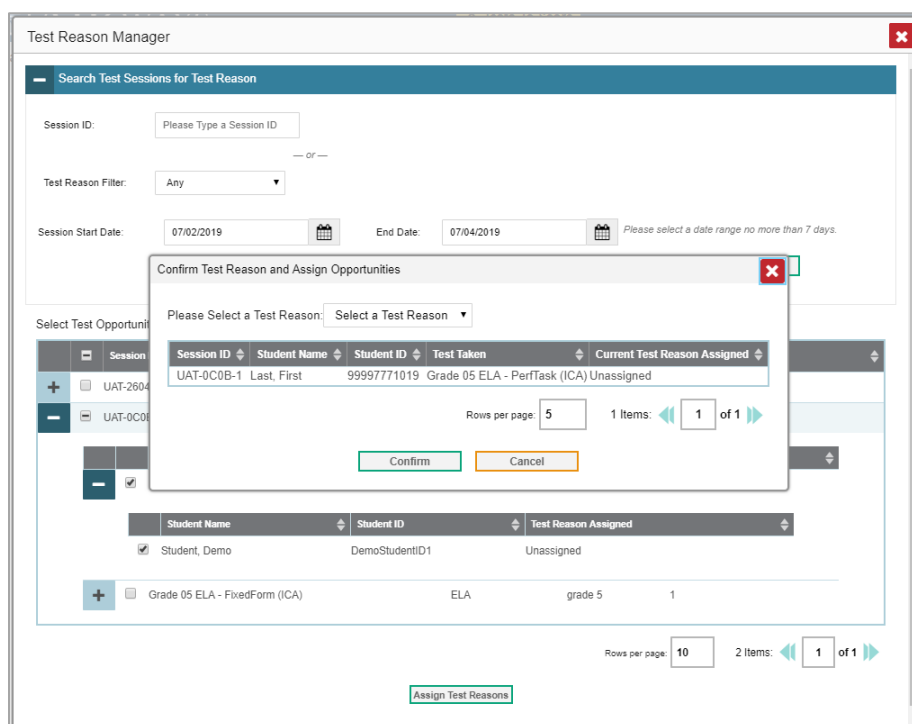 Test Reason Manager
Search Test Sessions for Test Reason
Session ID: Please Type a Session ID
— or —
Test Reason Filter: Any
Session Start Date: 07/02/2019 End Date: 07/04/2019 Please select a date range no more than 7 days.
Confirm Test Reason and Assign Opportunities
Please Select a Test Reason: Select a Test Reason
Select Test Opportunit
Session
Session ID Student Name Student ID Test Taken Current Test Reason Assigned
UAT-0C0B-1 Last, First 99997771019 Grade 05 ELA - PerfTask (ICA) Unassigned
UAT-2604
UAT-0C0B
Rows per page: 5 1 Items: 1 of 1
Confirm Cancel
Student Name Student ID Test Reason Assigned
Student, Demo DemoStudentID1 Unassigned
Grade 05 ELA - FixedForm (ICA) ELA grade 5 1
Rows per page: 10 2 Items: 1 of 1
Assign Test Reasons